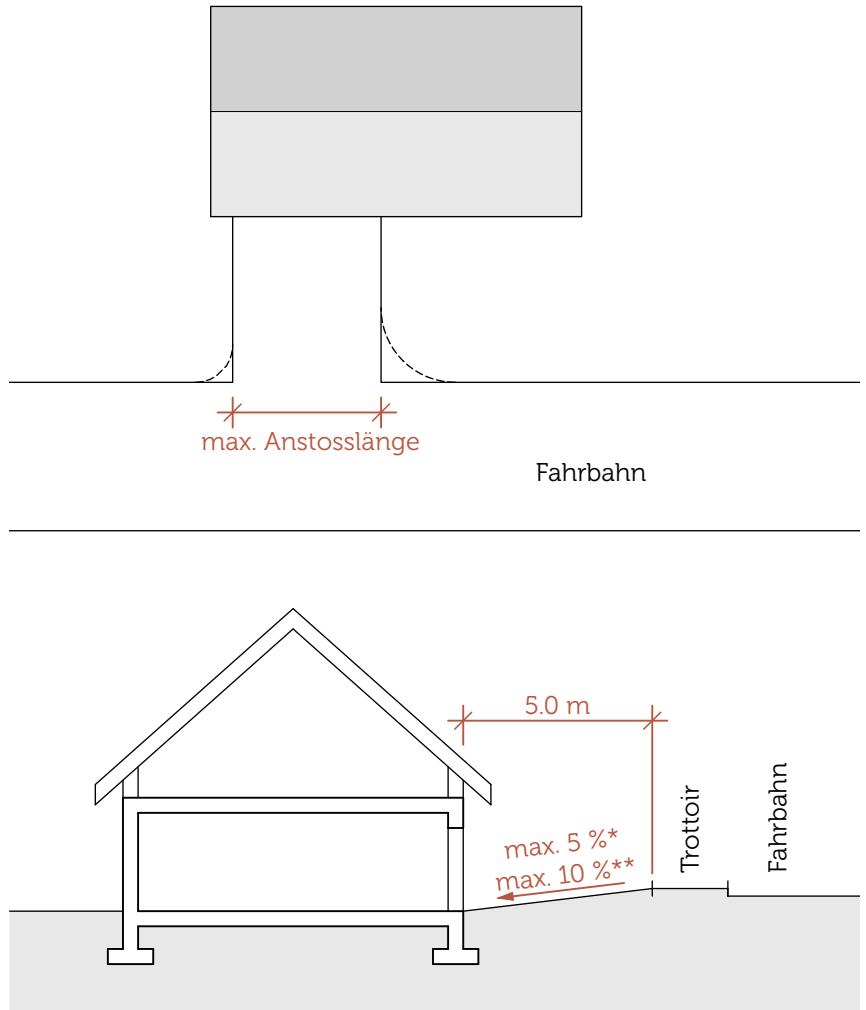 max. Anstosslänge
Fahrbahn
5.0 m
max. 5 %*
max. 10 %**
Trottoir
Fahrbahn